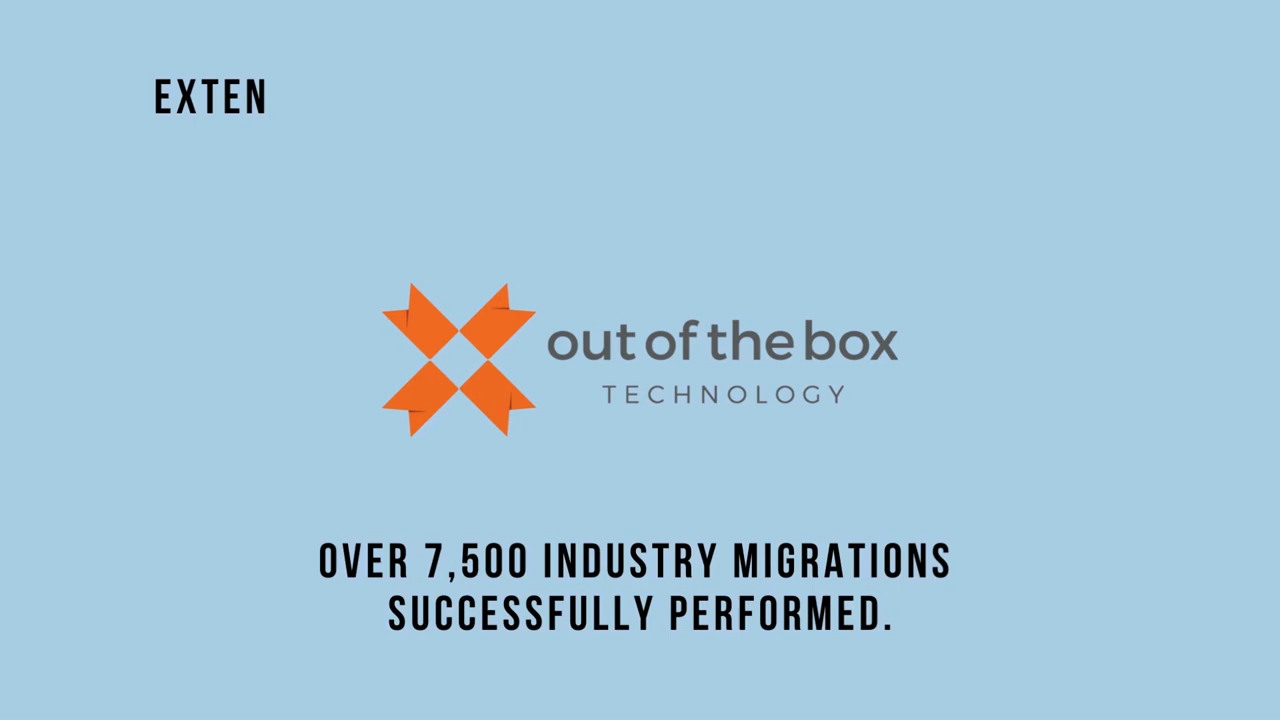 EXTEN
out of the box
TECHNOLOGY
OVER 7,500 INDUSTRY MIGRATIONS
SUCCESSFULLY PERFORMED.